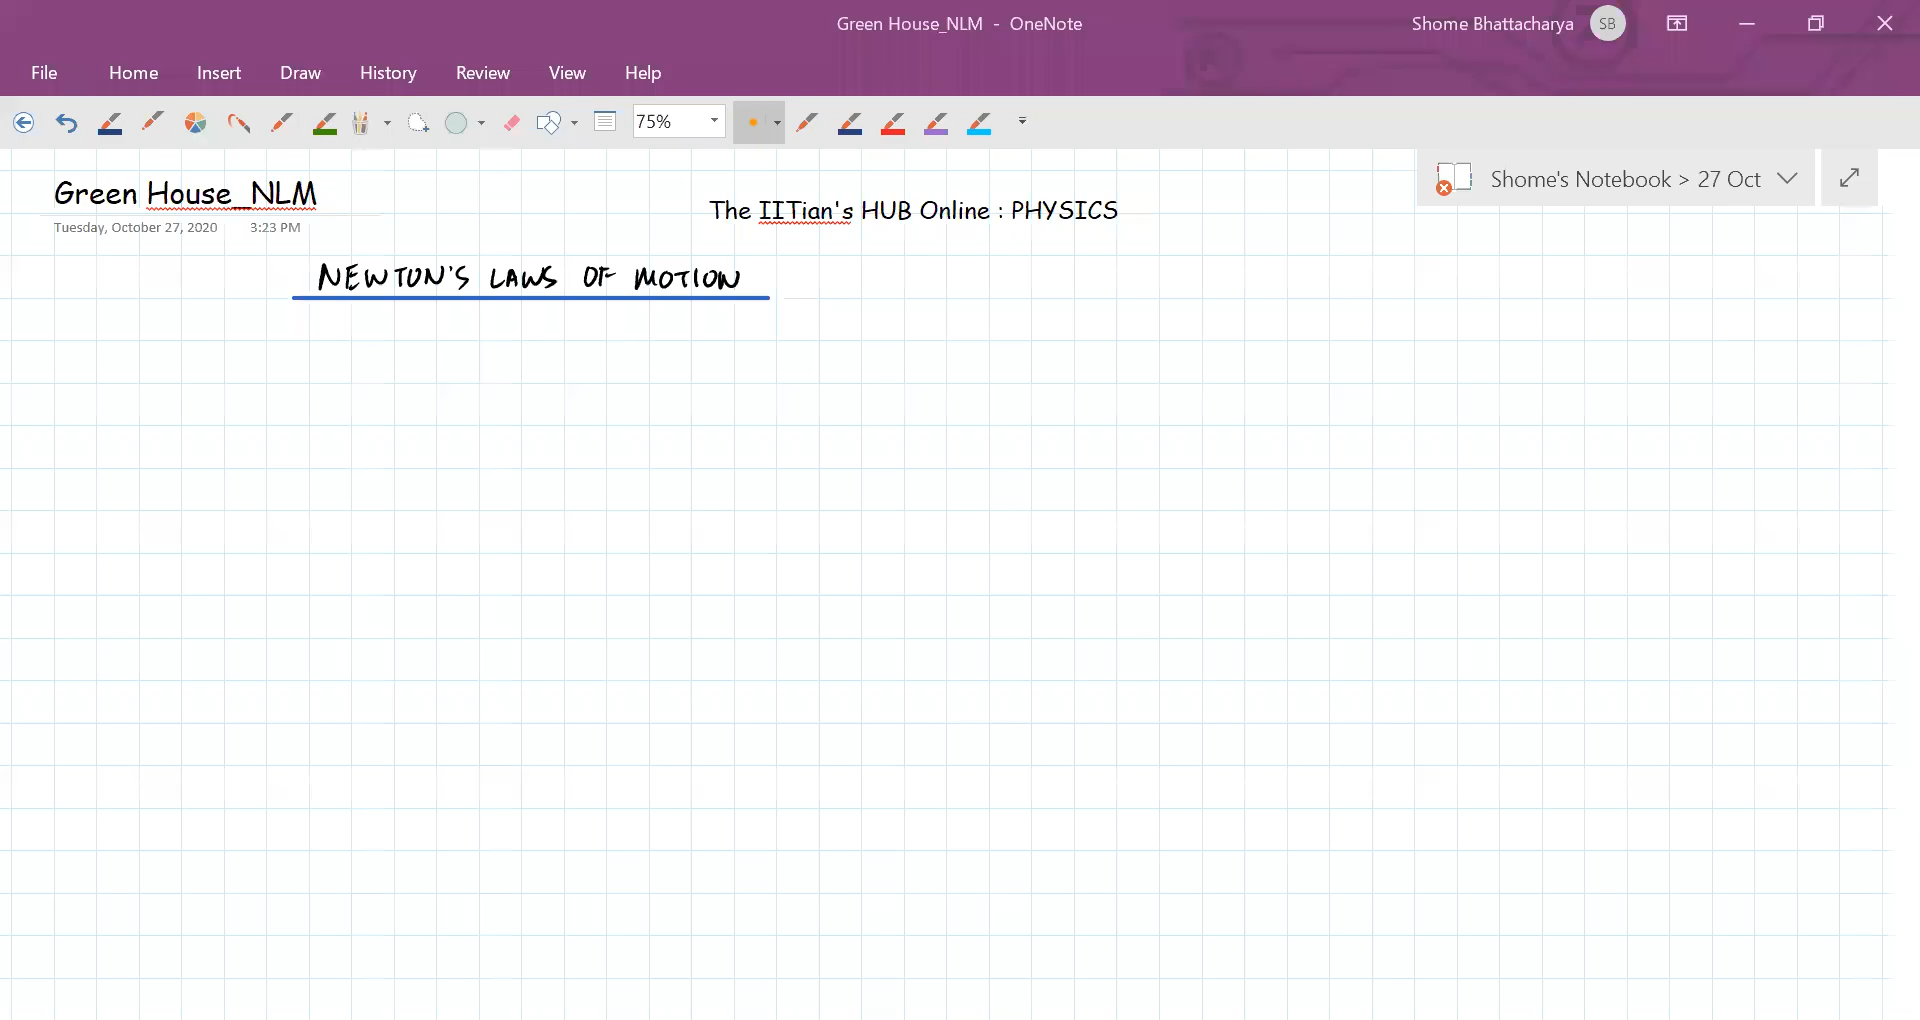 Green House_NLM - OneNote
Shome Bhattacharya SB
File Home Insert Draw History Review View Help
75%
Shome's Notebook > 27 Oct
Green House_NLM
The IITian's HUB Online : PHYSICS
Tuesday, October 27, 2020 3:23 PM
NEWTON'S LAWS OF MOTION